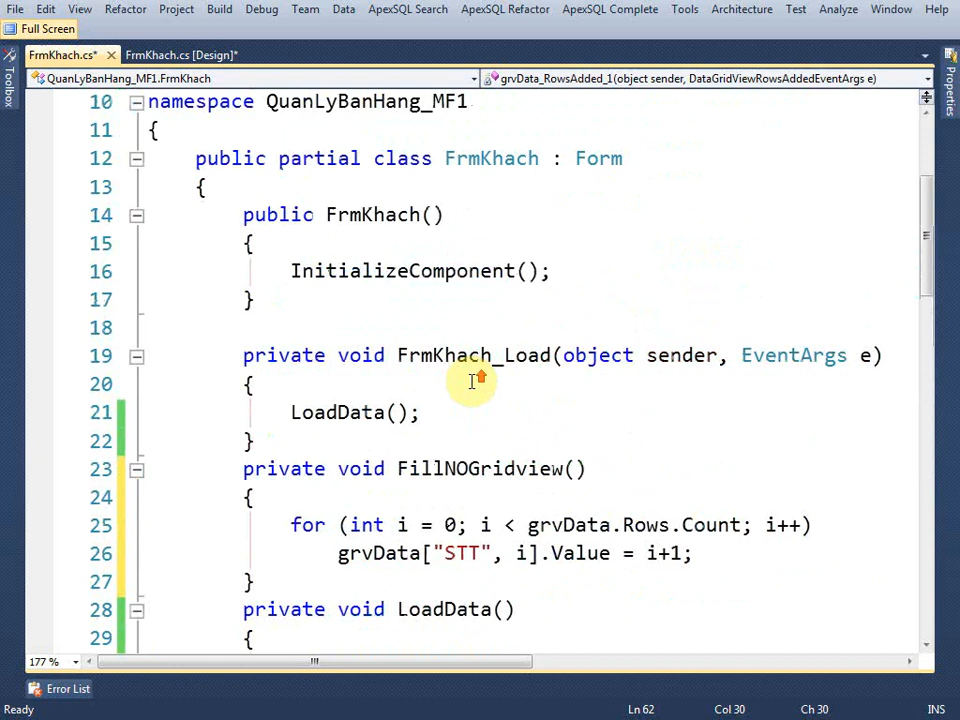 File Edit View Refactor Project Build Debug Team Data ApexSQL Search ApexSQL Refactor ApexSQL Complete Tools Architecture Test Analyze Window Help
Full Screen
FrmKhach.cs* FrmKhach.cs [Design]*
QuanLyBanHang_MF1.FrmKhach grvData_RowsAdded_1(object sender, DataGridViewRowsAddedEventArgs e)
Toolbox
Properties
10 namespace QuanLyBanHang_MF1
11 {
12 public partial class FrmKhach : Form
13 {
14 public FrmKhach()
15 {
16 InitializeComponent();
17 }
18
19 private void FrmKhach_Load(object sender, EventArgs e)
20 {
21 LoadData();
22 }
23 private void FillNOGridview()
24 {
25 for (int i = 0; i < grvData.Rows.Count; i++)
26 grvData["STT", i].Value = i+1;
27 }
28 private void LoadData()
29 {
177 %
Error List
Ready Ln 62 Col 30 Ch 30 INS